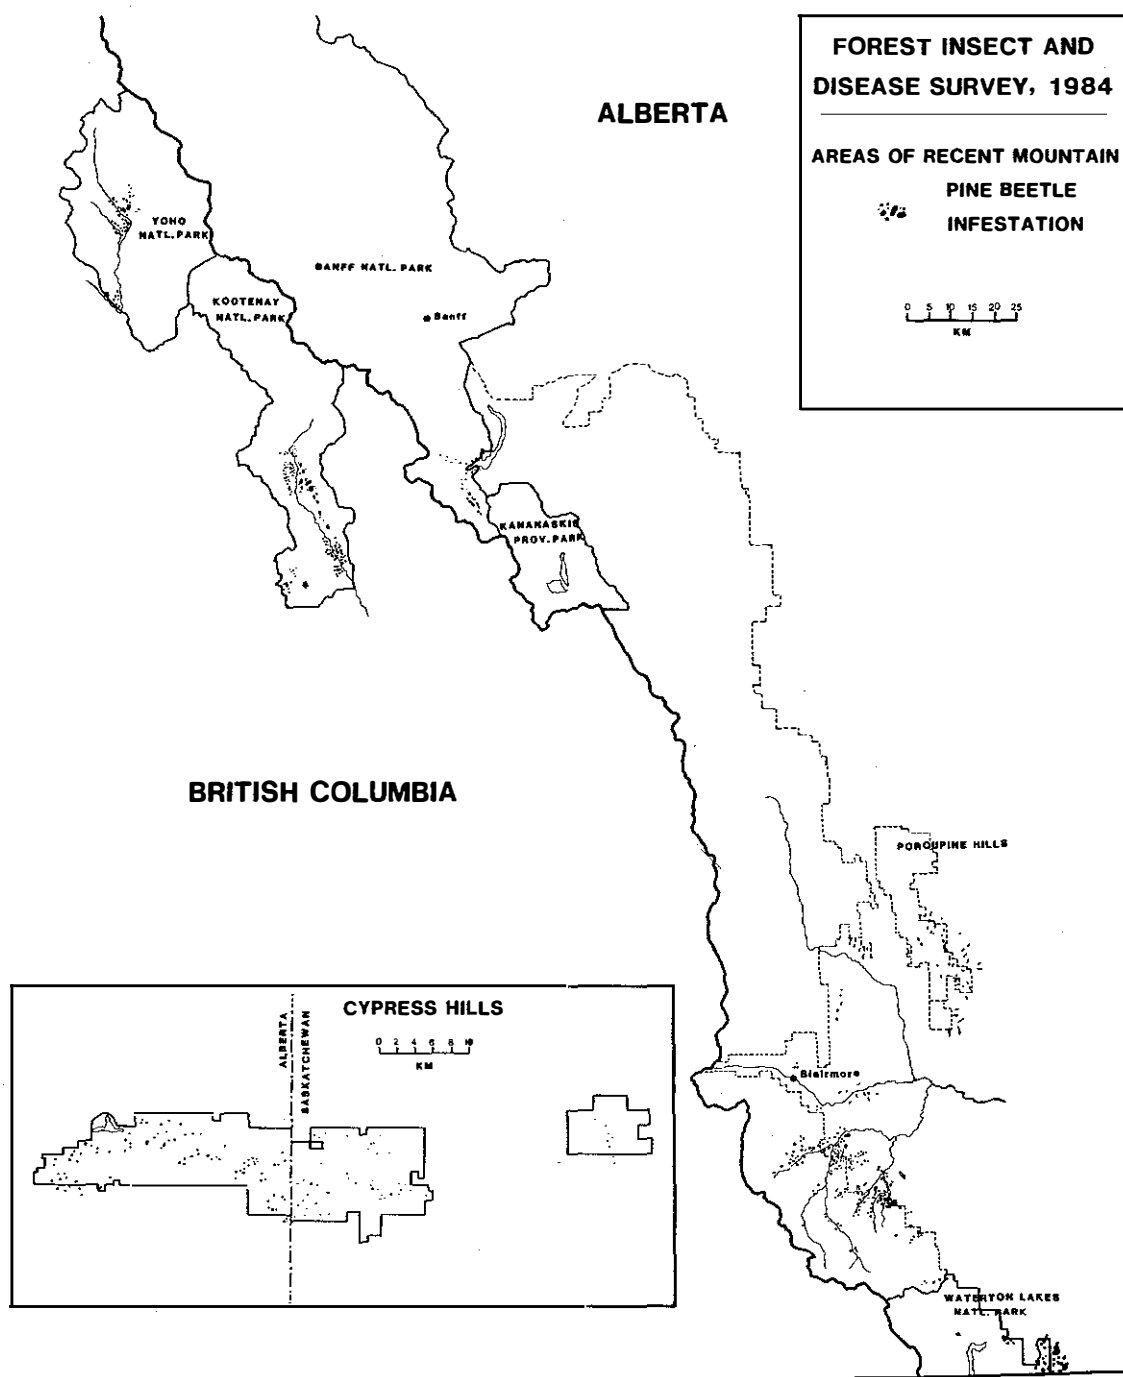 FOREST INSECT AND
DISEASE SURVEY, 1984
AREAS OF RECENT MOUNTAIN
PINE BEETLE
INFESTATION
0 5 10 15 20 25
KM
ALBERTA
YOHO
NATL. PARK
BANFF NATL. PARK
KOOTENAY
NATL. PARK
Banff
KANANASKIS
PROV. PARK
BRITISH COLUMBIA
PORCUPINE HILLS
CYPRESS HILLS
ALBERTA
SASKATCHEWAN
0 2 4 6 8 10
KM
Blairmore
WATERTON LAKES
NATL. PARK